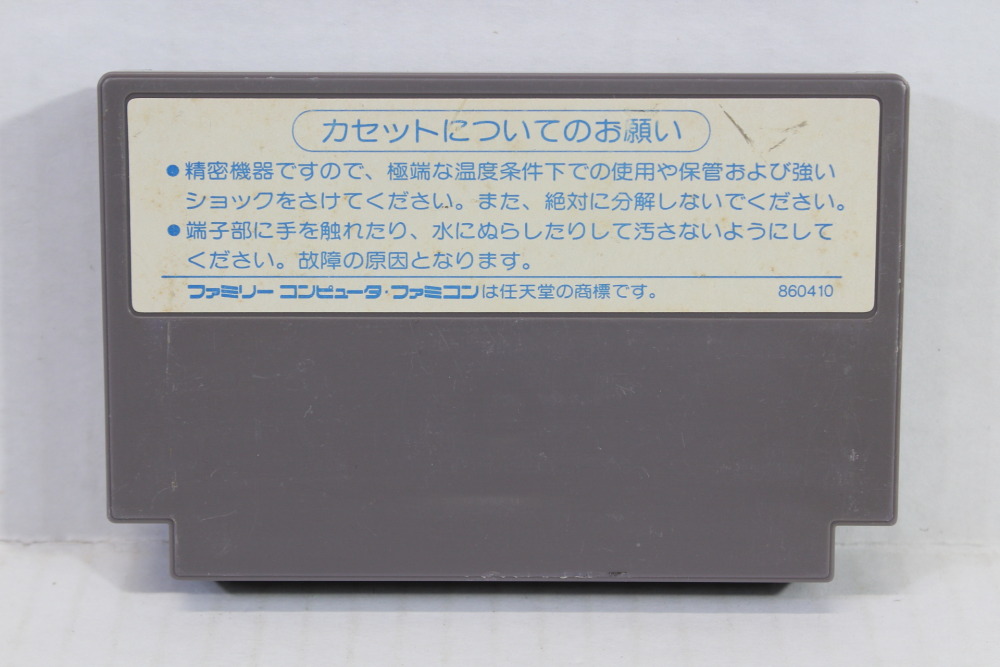 カセットについてのお願い
●精密機器ですので、極端な温度条件下での使用や保管および強い
ショックをさけてください。また、絶対に分解しないでください。
●端子部に手を触れたり、水にぬらしたりして汚さないようにして
ください。故障の原因となります。
ファミリー コンピュータ・ファミコンは任天堂の商標です。 860410